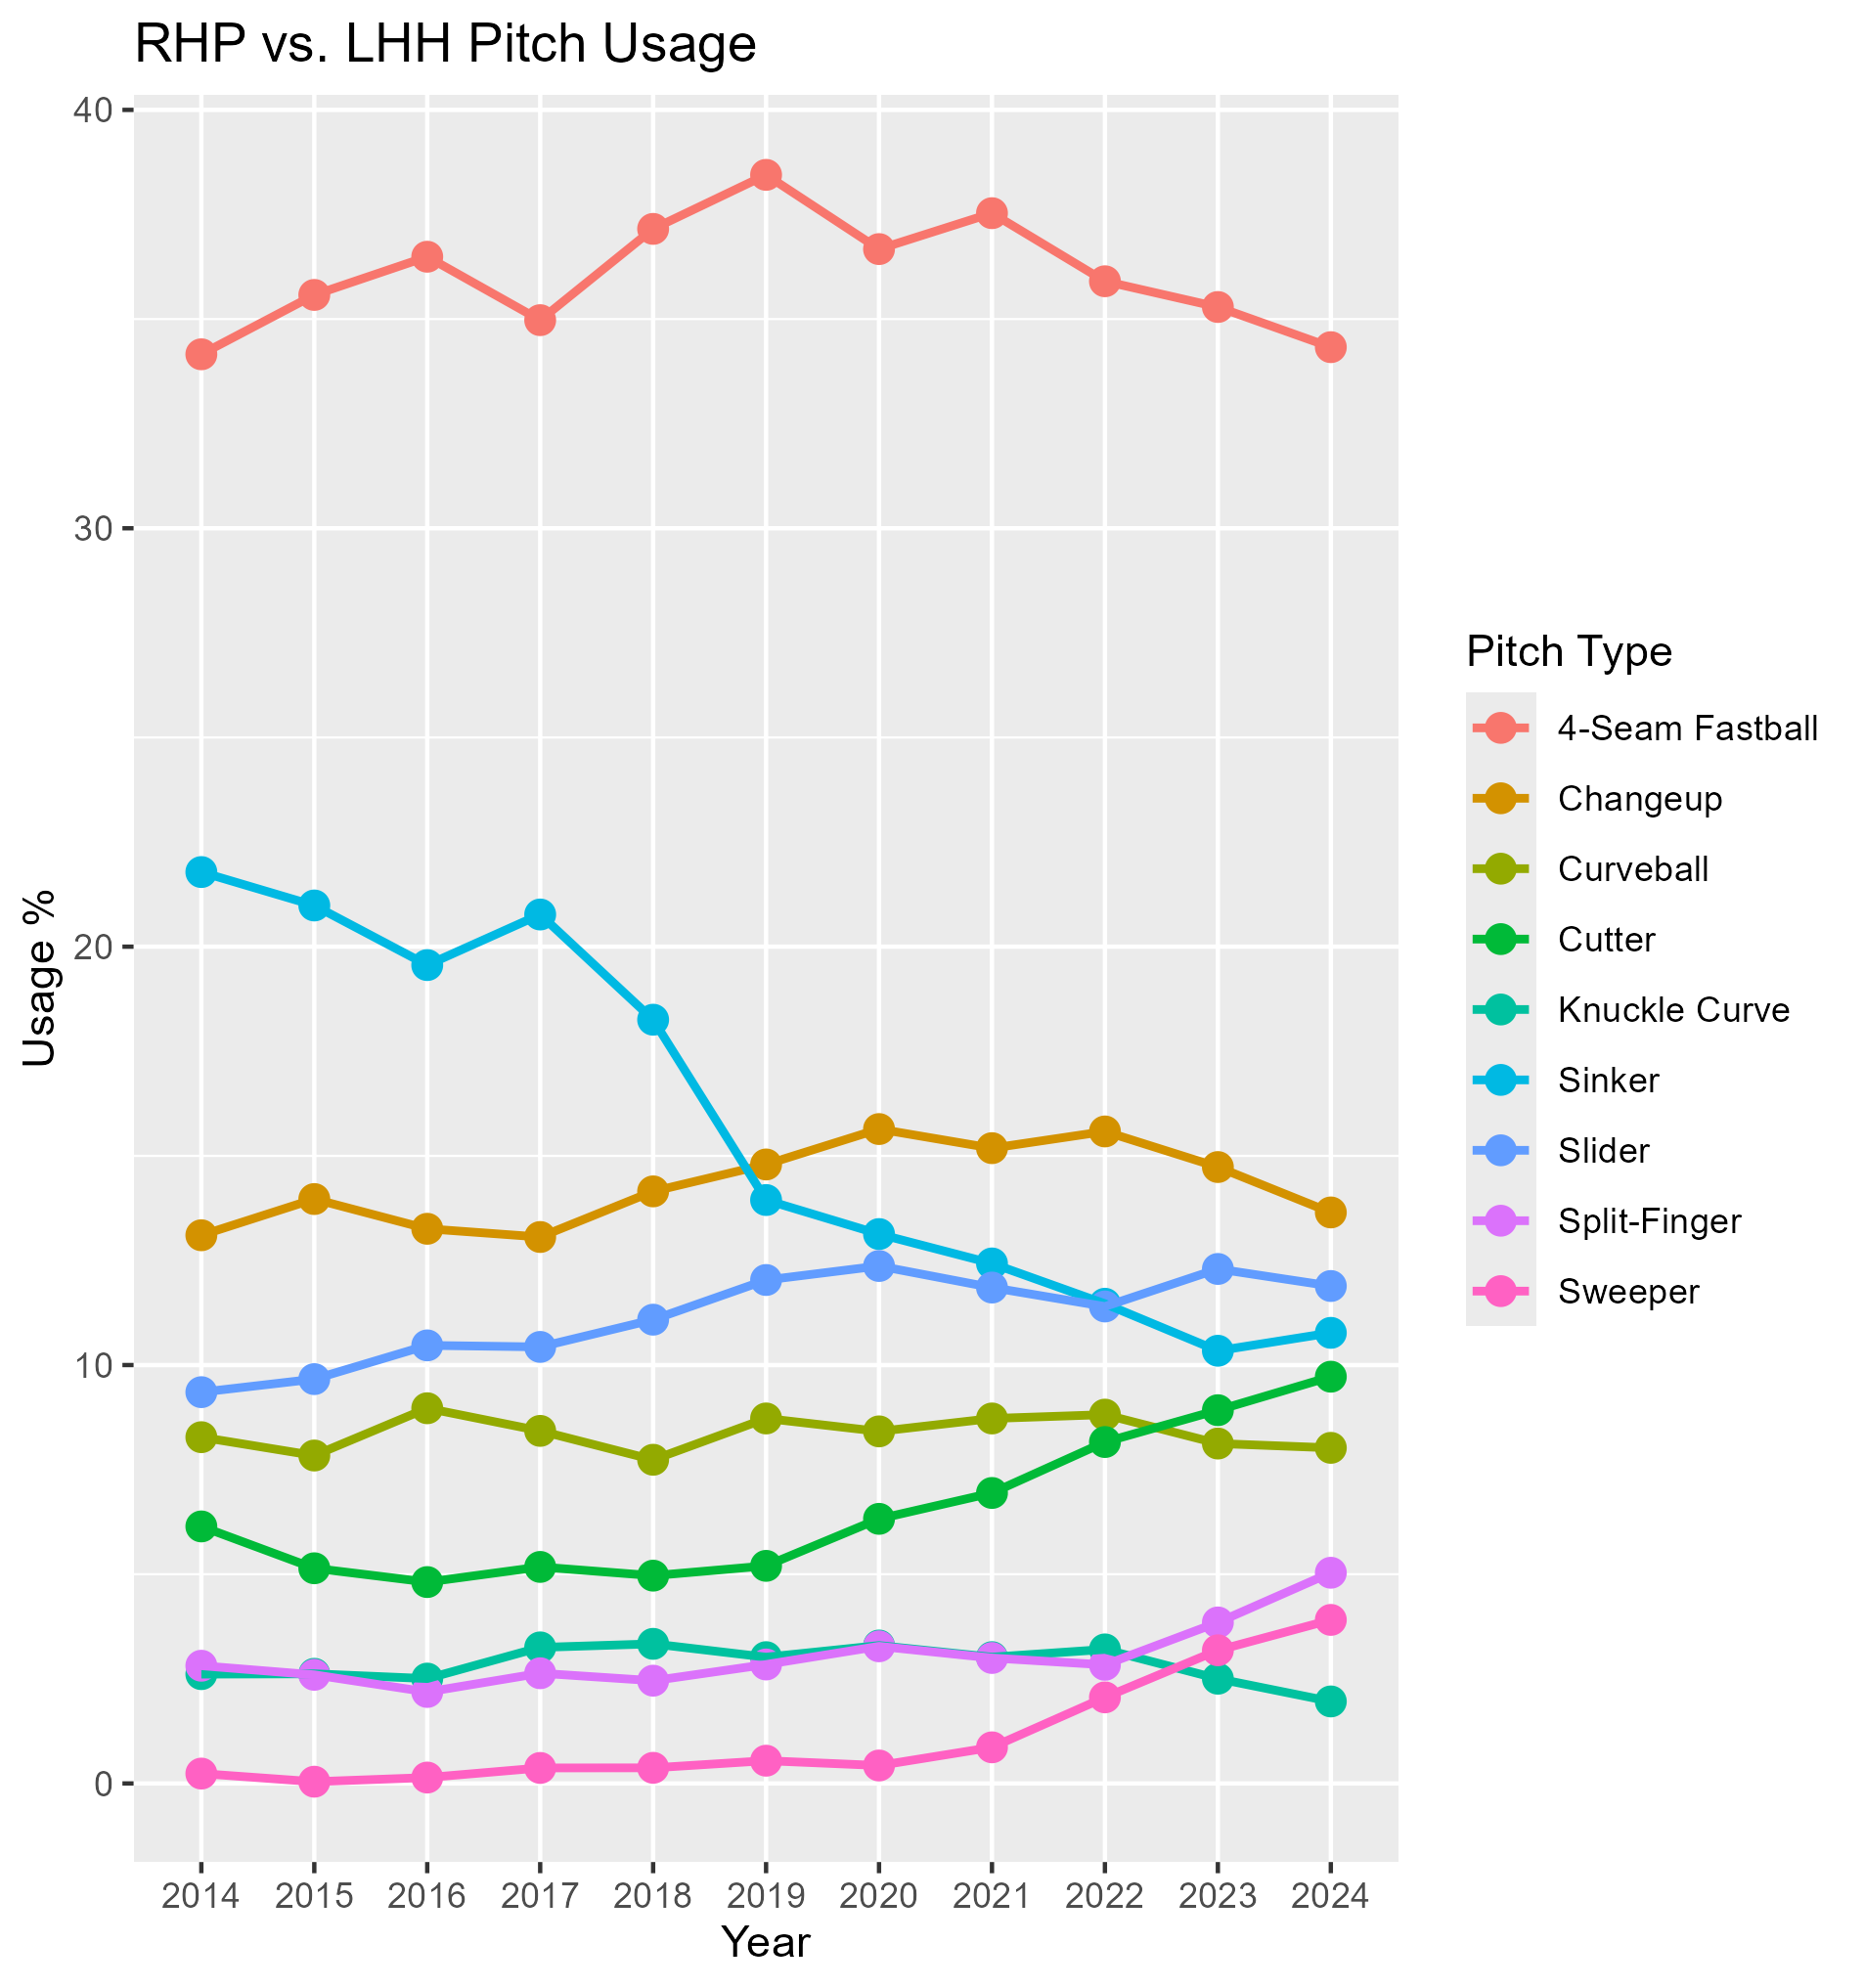 RHP vs. LHH Pitch Usage
40
30
20
10
0
Usage %
2014 2015 2016 2017 2018 2019 2020 2021 2022 2023 2024
Year
Pitch Type
4-Seam Fastball
Changeup
Curveball
Cutter
Knuckle Curve
Sinker
Slider
Split-Finger
Sweeper